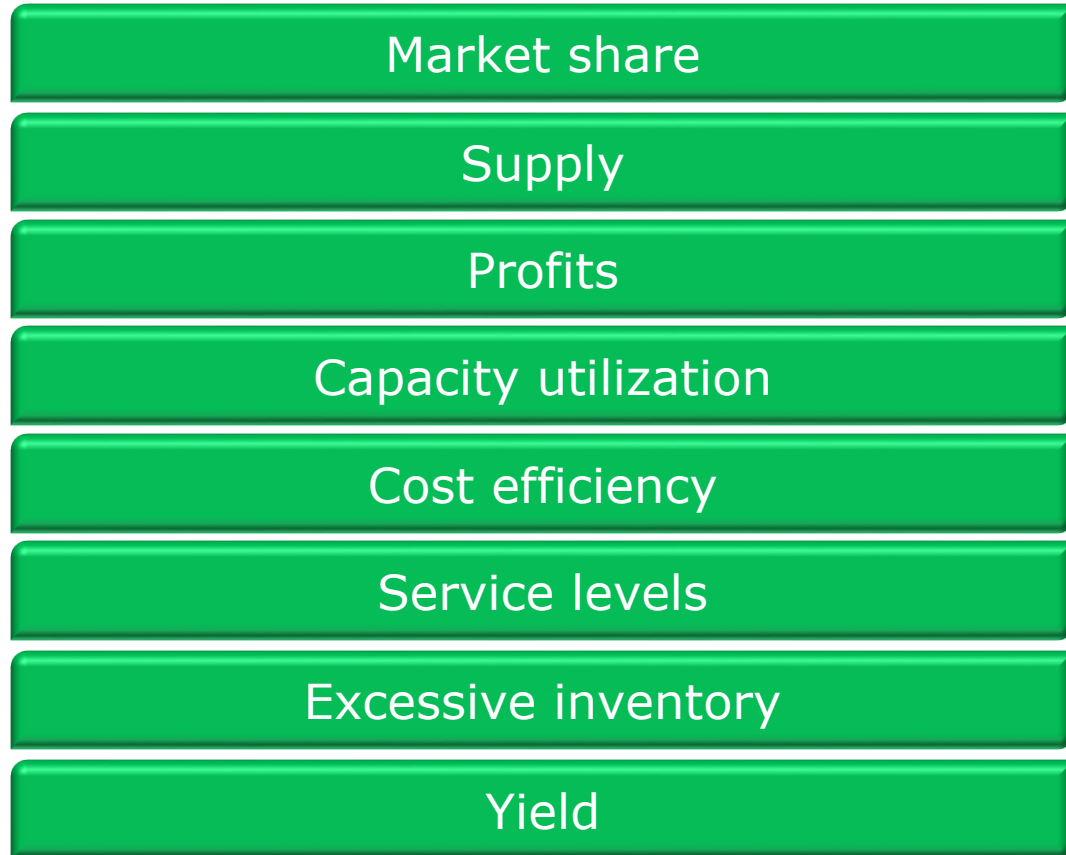 Market share
Supply
Profits
Capacity utilization
Cost efficiency
Service levels
Excessive inventory
Yield